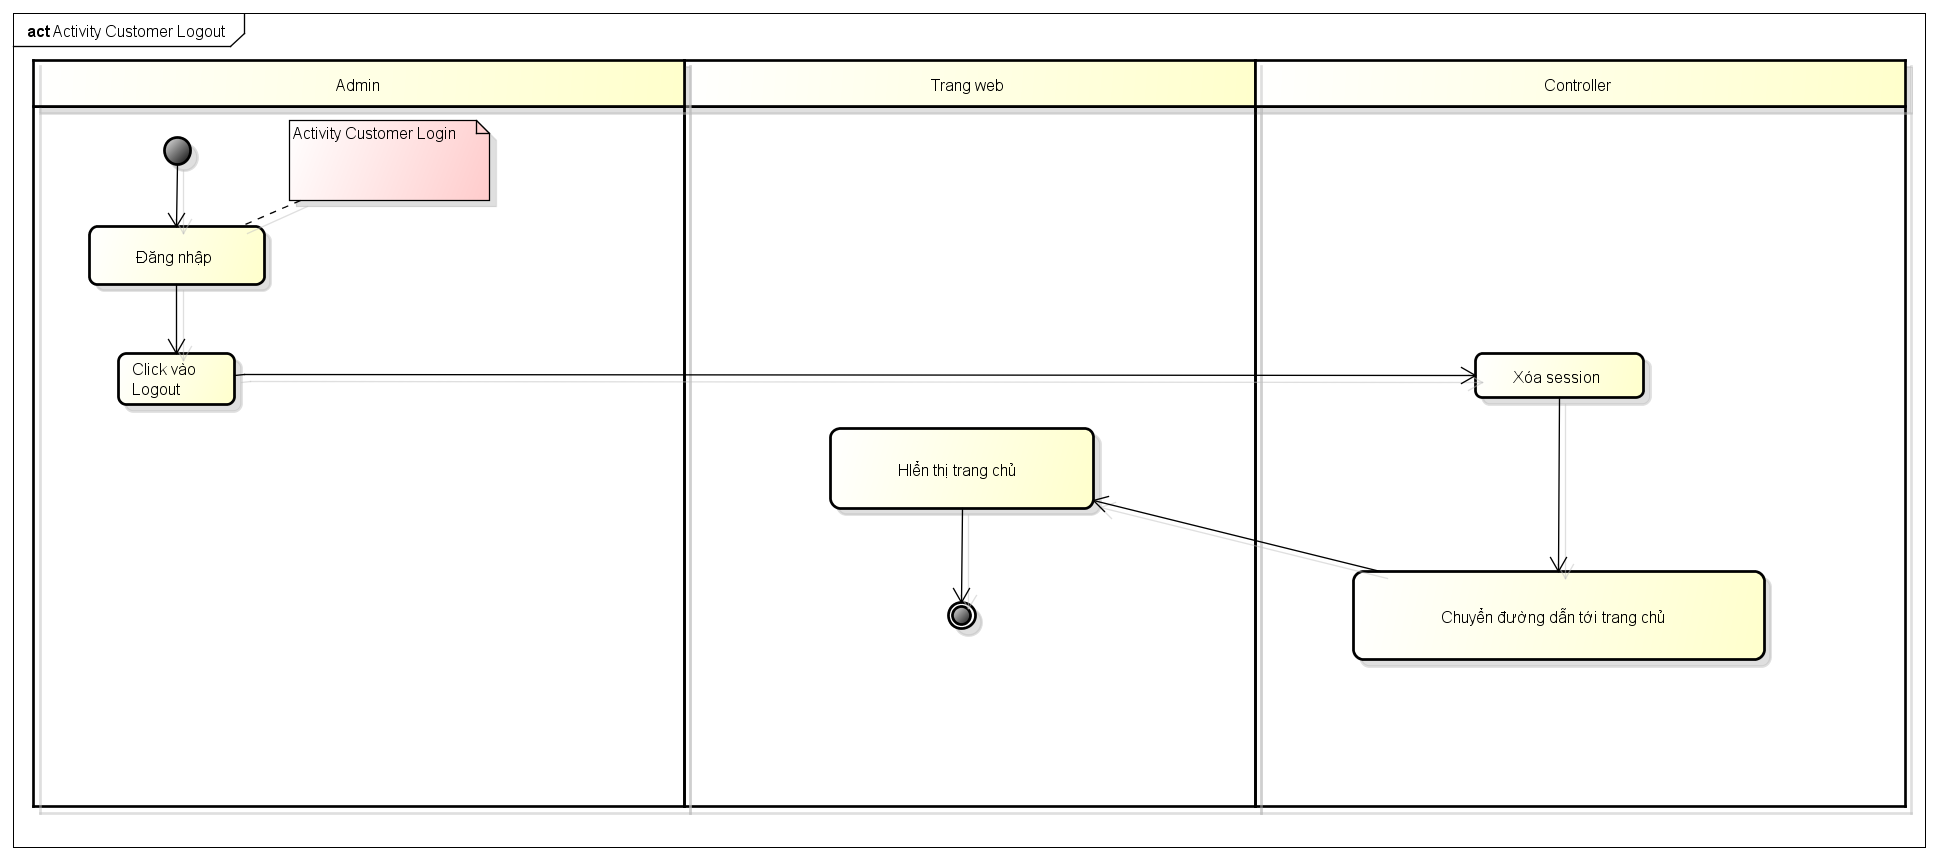 act Activity Customer Logout
Admin
Trang web
Controller
Activity Customer Login
Đăng nhập
Click vào
Logout
Xóa session
HIển thị trang chủ
Chuyển đường dẫn tới trang chủ